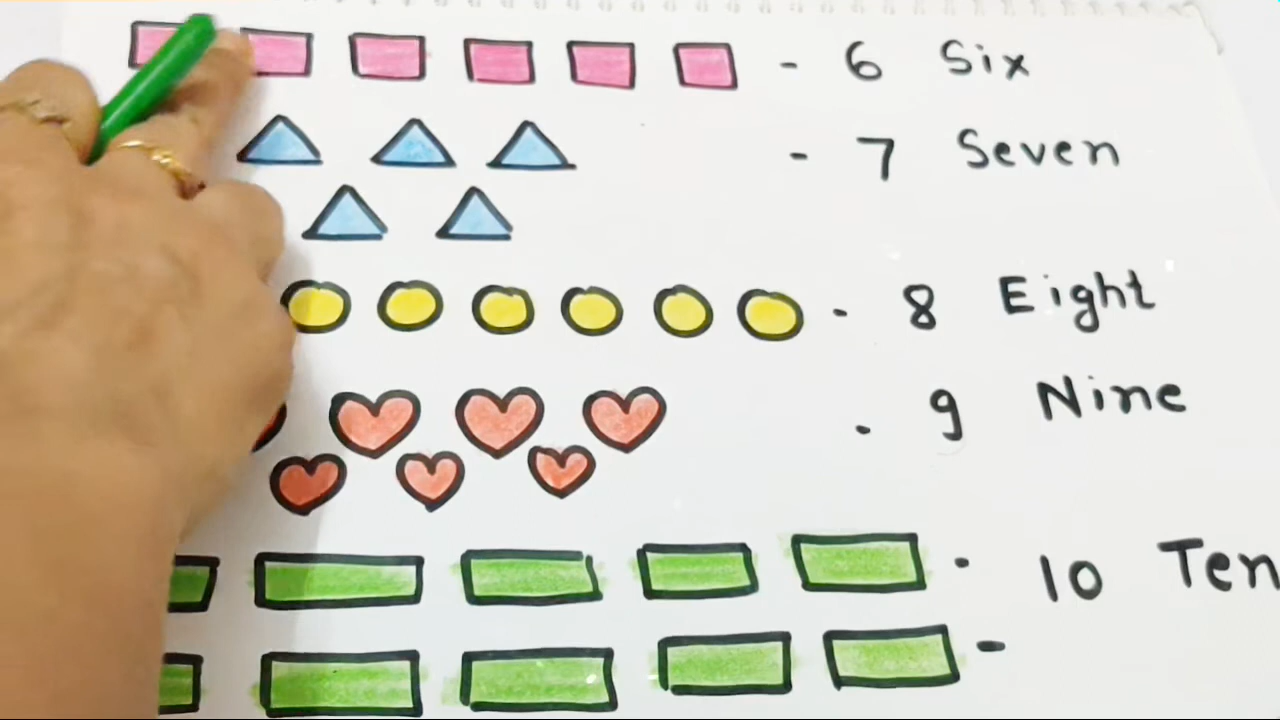 - 6 Six
- 7 Seven
- 8 Eight
. 9 Nine
. 10 Ten
-